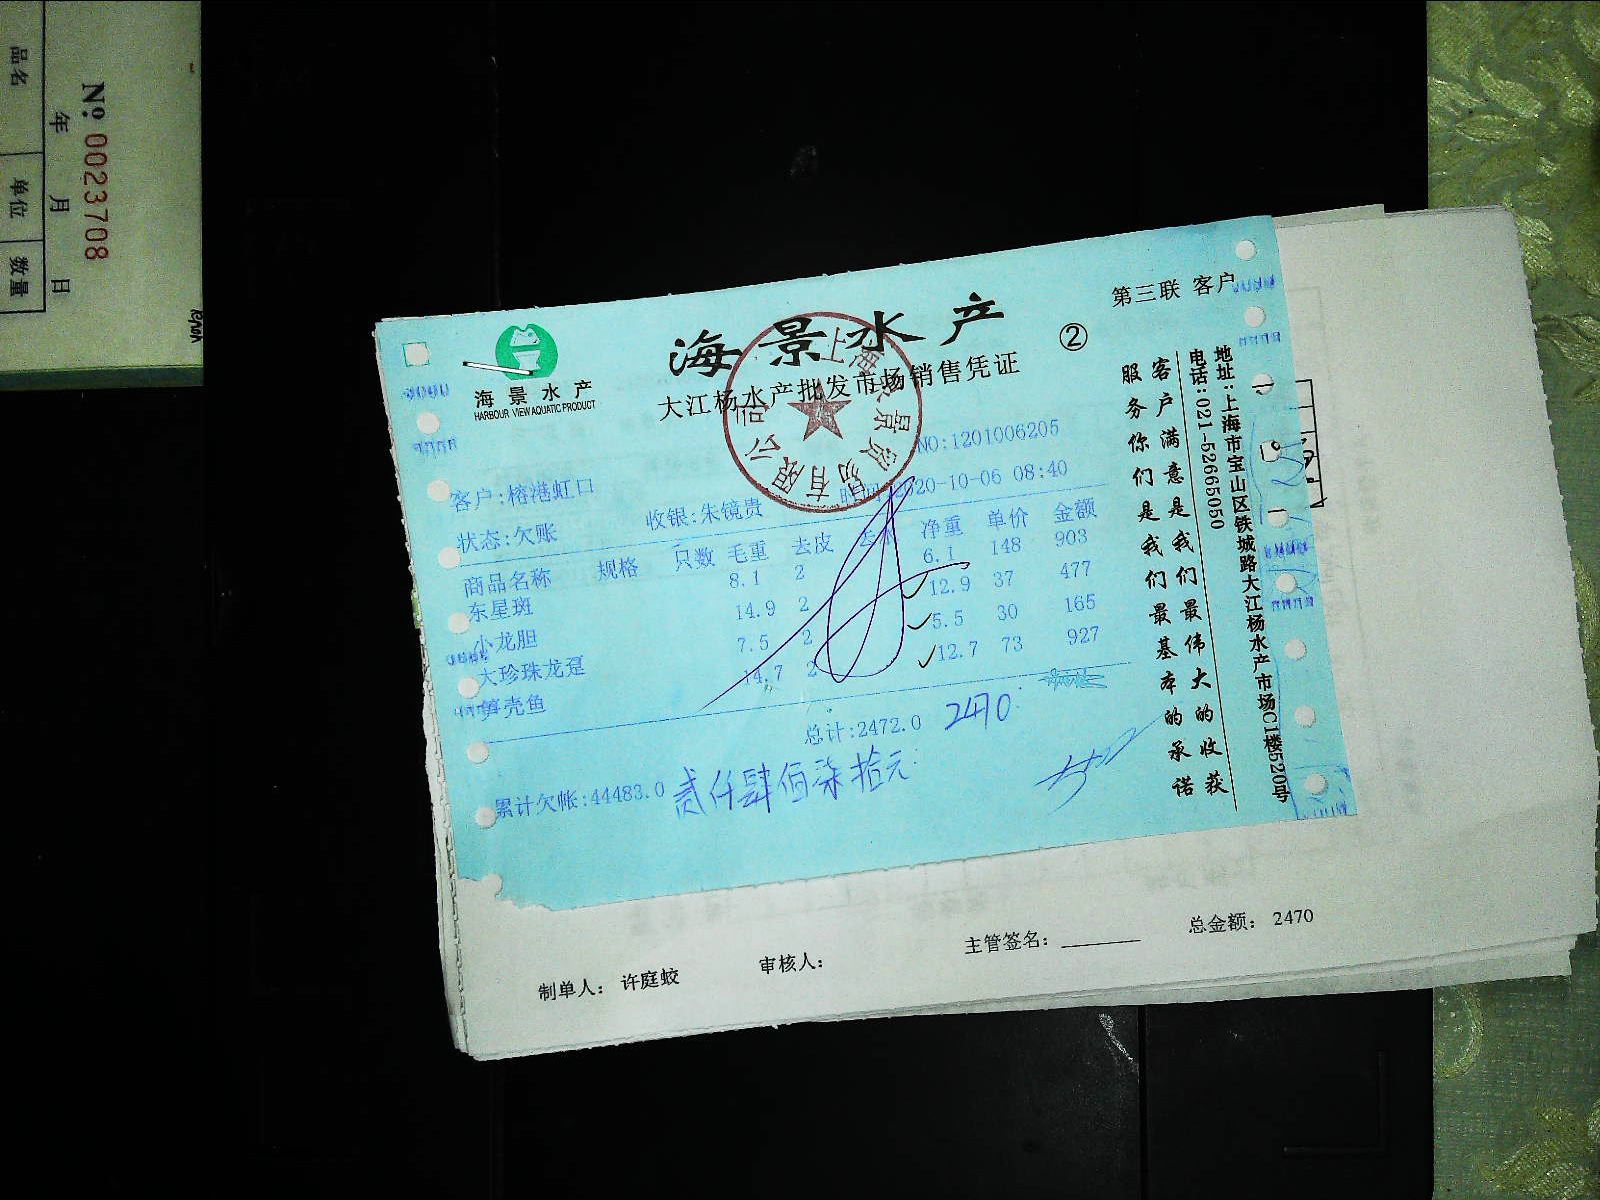 品名
单位
数量
年 月 日
№ 0023708
第三联 客户
海景水产
HARBOUR VIEW AQUATIC PRODUCT
海景水产
②
大江杨水产批发市场销售凭证
NO:1201006205
客户:榕港虹口
时间:2020-10-06 08:40
状态:欠账 收银:朱镜贵
商品名称 规格 只数 毛重 去皮 净重 单价 金额
东星斑 8.1 2 6.1 148 903
小龙胆 14.9 2 12.9 37 477
大珍珠龙趸 7.5 2 5.5 30 165
笋壳鱼 14.7 2 12.7 73 927
总计:2472.0 2470
累计欠帐:44483.0 贰仟肆佰柒拾元
客户满意是我们最伟大的收获
服务你们是我们最基本的承诺
地址:上海市宝山区铁城路大江杨水产市场C1楼520号
电话:021-52665050
制单人: 许庭蛟 审核人: 主管签名: 总金额: 2470